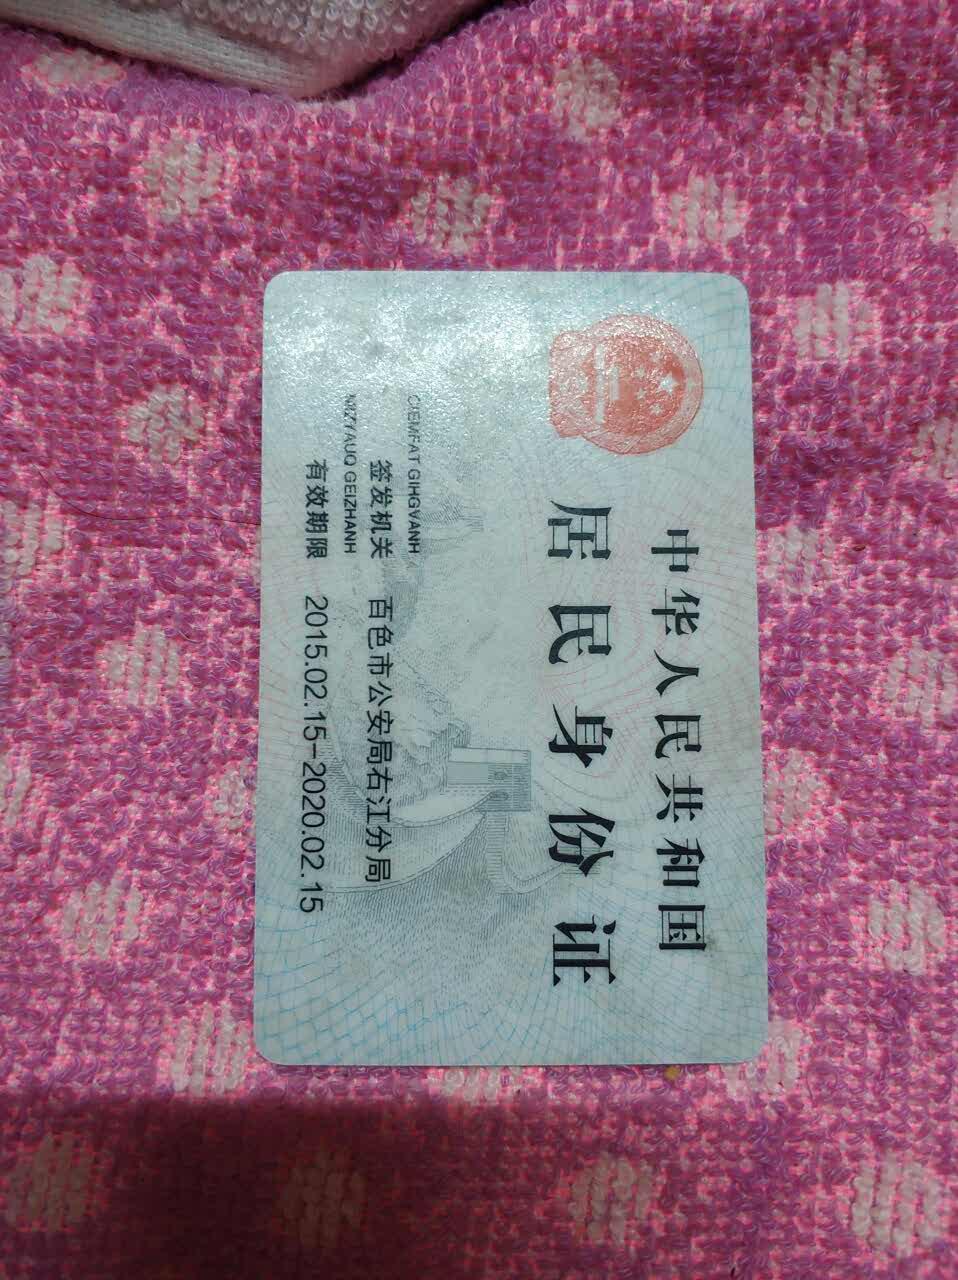 中华人民共和国
居民身份证
CIEMFAT GIHGVANH
签发机关 百色市公安局右江分局
MIZYAUQ GEIZHANH
有效期限 2015.02.15-2020.02.15